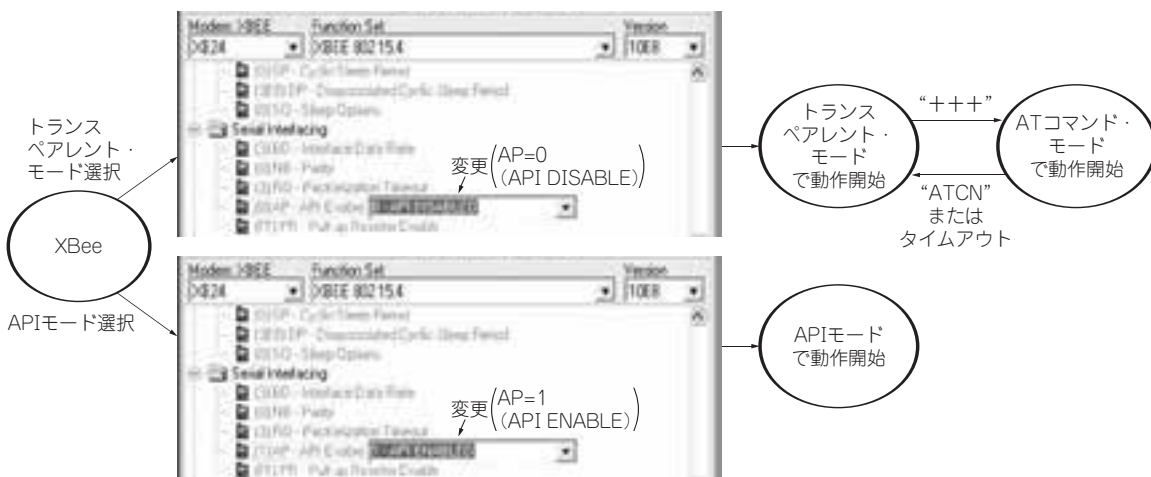 トランス
ペアレント・
モード選択
XBee
APIモード選択
Modem: XBEE Function Set Version
XB24 XBEE 802.15.4 10E8
(0) SP - Cyclic Sleep Period
(3E8) DP - Disassociated Cyclic Sleep Period
(0) SO - Sleep Options
Serial Interfacing
(3) BD - Interface Data Rate
(0) NB - Parity
(3) RO - Packetization Timeout
(0) AP - API Enable 0 - API DISABLED
(FF) PR - Pull-up Resistor Enable
変更(AP=0
(API DISABLE))
トランス
ペアレント・
モード
で動作開始
“+++”
ATコマンド・
モード
で動作開始
“ATCN”
または
タイムアウト
Modem: XBEE Function Set Version
XB24 XBEE 802.15.4 10E8
(0) SP - Cyclic Sleep Period
(3E8) DP - Disassociated Cyclic Sleep Period
(0) SO - Sleep Options
Serial Interfacing
(3) BD - Interface Data Rate
(0) NB - Parity
(3) RO - Packetization Timeout
(1) AP - API Enable 1 - API ENABLED
(FF) PR - Pull-up Resistor Enable
変更(AP=1
(API ENABLE))
APIモード
で動作開始